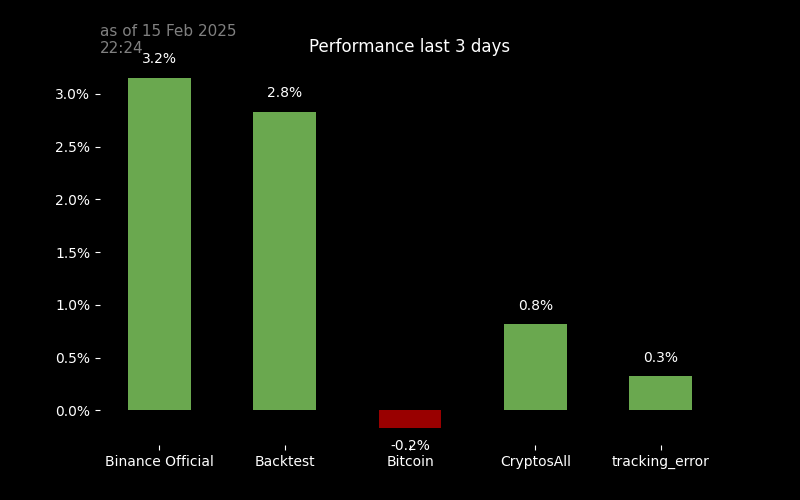 as of 15 Feb 2025
22:24
Performance last 3 days
3.2%
2.8%
-0.2%
0.8%
0.3%
3.0%
2.5%
2.0%
1.5%
1.0%
0.5%
0.0%
Binance Official
Backtest
Bitcoin
CryptosAll
tracking_error